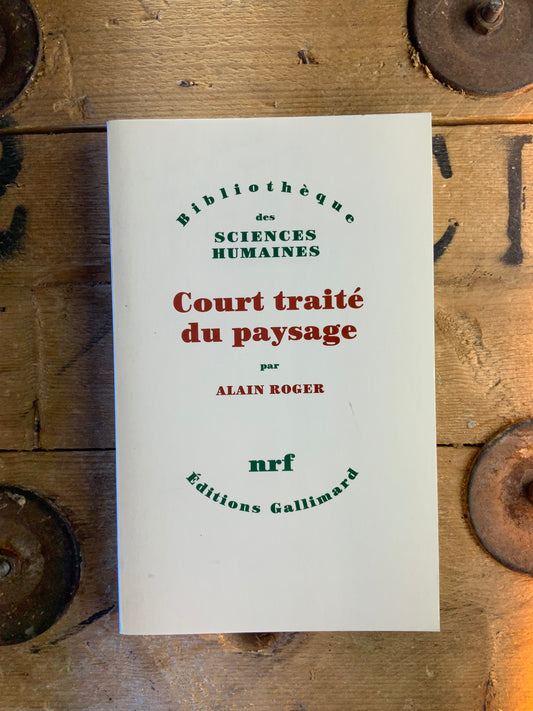 Bibliothèque
des
SCIENCES
HUMAINES
Court traité
du paysage
par
ALAIN ROGER
nrf
Éditions Gallimard